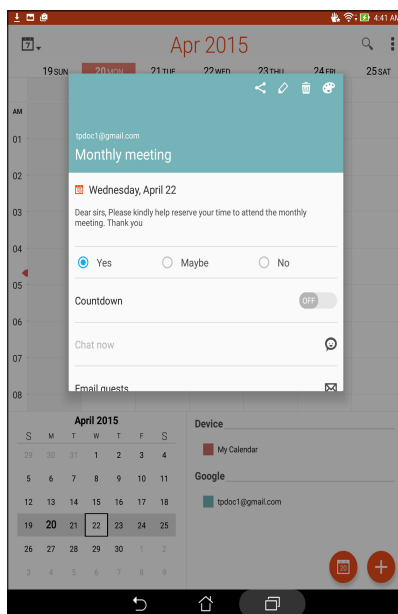 4:41 AM
7
Apr 2015
19 SUN 20 MON 21 TUE 22 WED 23 THU 24 FRI 25 SAT
AM
01
02
03
04
05
06
07
08
tpdoc1@gmail.com
Monthly meeting
20 Wednesday, April 22
Dear sirs, Please kindly help reserve your time to attend the monthly
meeting. Thank you
Yes Maybe No
Countdown OFF
Chat now
Email guests
April 2015
S M T W T F S
29 30 31 1 2 3 4
5 6 7 8 9 10 11
12 13 14 15 16 17 18
19 20 21 22 23 24 25
26 27 28 29 30 1 2
3 4 5 6 7 8 9
Device
My Calendar
Google
tpdoc1@gmail.com
20